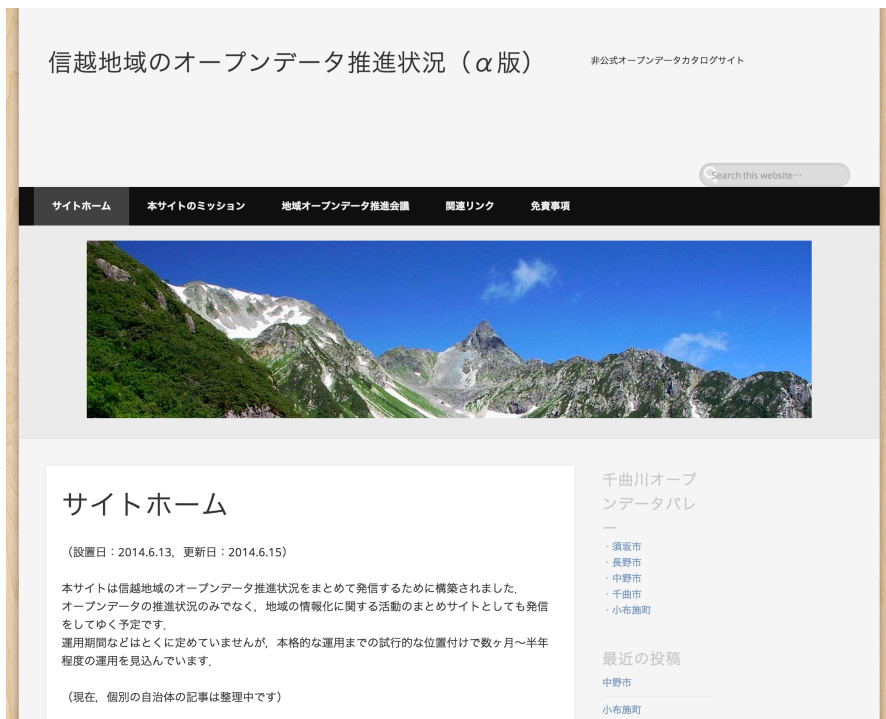 信越地域のオープンデータ推進状況（α版）
非公式オープンデータカタログサイト
Search this website…
サイトホーム 本サイトのミッション 地域オープンデータ推進会議 関連リンク 免責事項
サイトホーム
（設置日：2014.6.13，更新日：2014.6.15）
本サイトは信越地域のオープンデータ推進状況をまとめて発信するために構築されました．
オープンデータの推進状況のみでなく，地域の情報化に関する活動のまとめサイトとしても発信
をしてゆく予定です．
運用期間などはとくに定めていませんが，本格的な運用までの試行的な位置付けで数ヶ月〜半年
程度の運用を見込んでいます．
（現在，個別の自治体の記事は整理中です）
千曲川オープ
ンデータバレ
ー
・須坂市
・長野市
・中野市
・千曲市
・小布施町
最近の投稿
中野市
小布施町